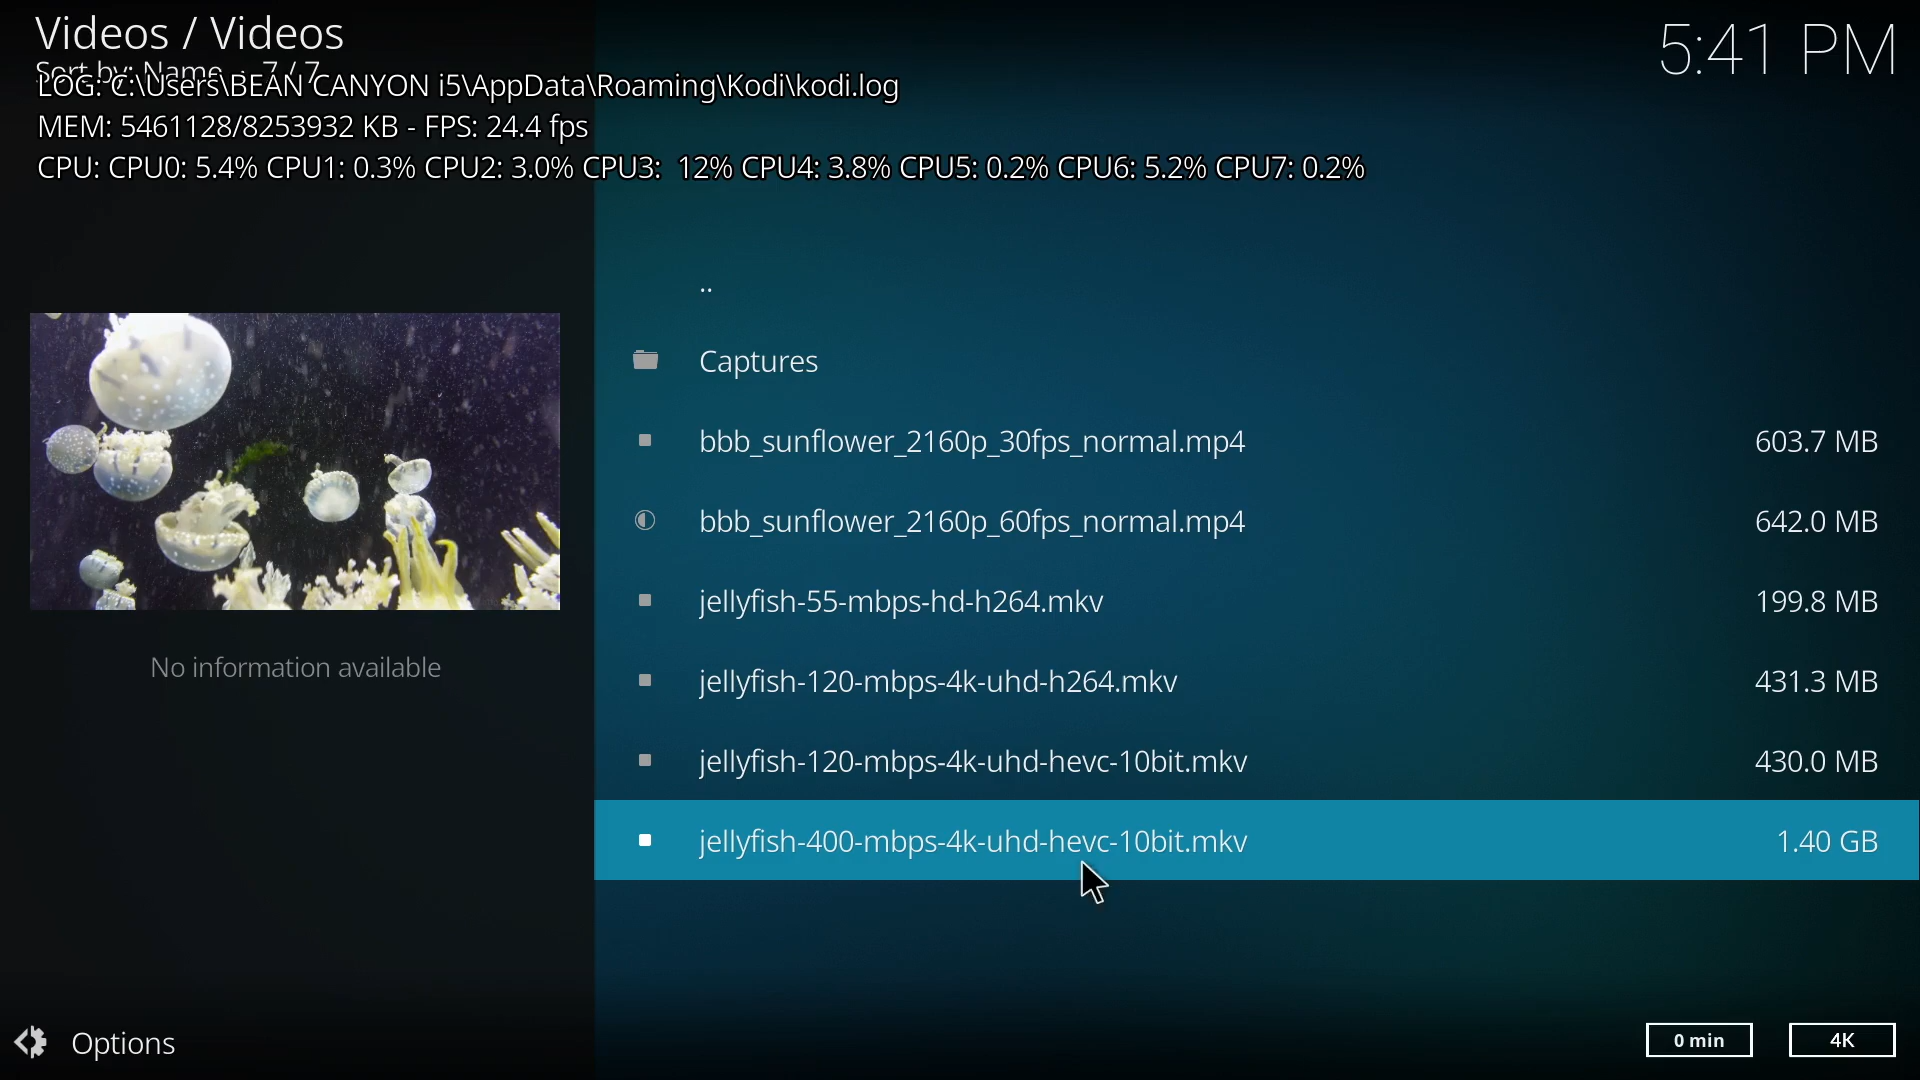 Videos / Videos
5:41 PM
Sort by: Name · 7 / 7
LOG: C:\Users\BEAN CANYON i5\AppData\Roaming\Kodi\kodi.log
MEM: 5461128/8253932 KB - FPS: 24.4 fps
CPU: CPU0: 5.4% CPU1: 0.3% CPU2: 3.0% CPU3:  12% CPU4: 3.8% CPU5: 0.2% CPU6: 5.2% CPU7: 0.2%
..
Captures
bbb_sunflower_2160p_30fps_normal.mp4 603.7 MB
bbb_sunflower_2160p_60fps_normal.mp4 642.0 MB
jellyfish-55-mbps-hd-h264.mkv 199.8 MB
jellyfish-120-mbps-4k-uhd-h264.mkv 431.3 MB
jellyfish-120-mbps-4k-uhd-hevc-10bit.mkv 430.0 MB
jellyfish-400-mbps-4k-uhd-hevc-10bit.mkv 1.40 GB
No information available
Options
0 min
4K